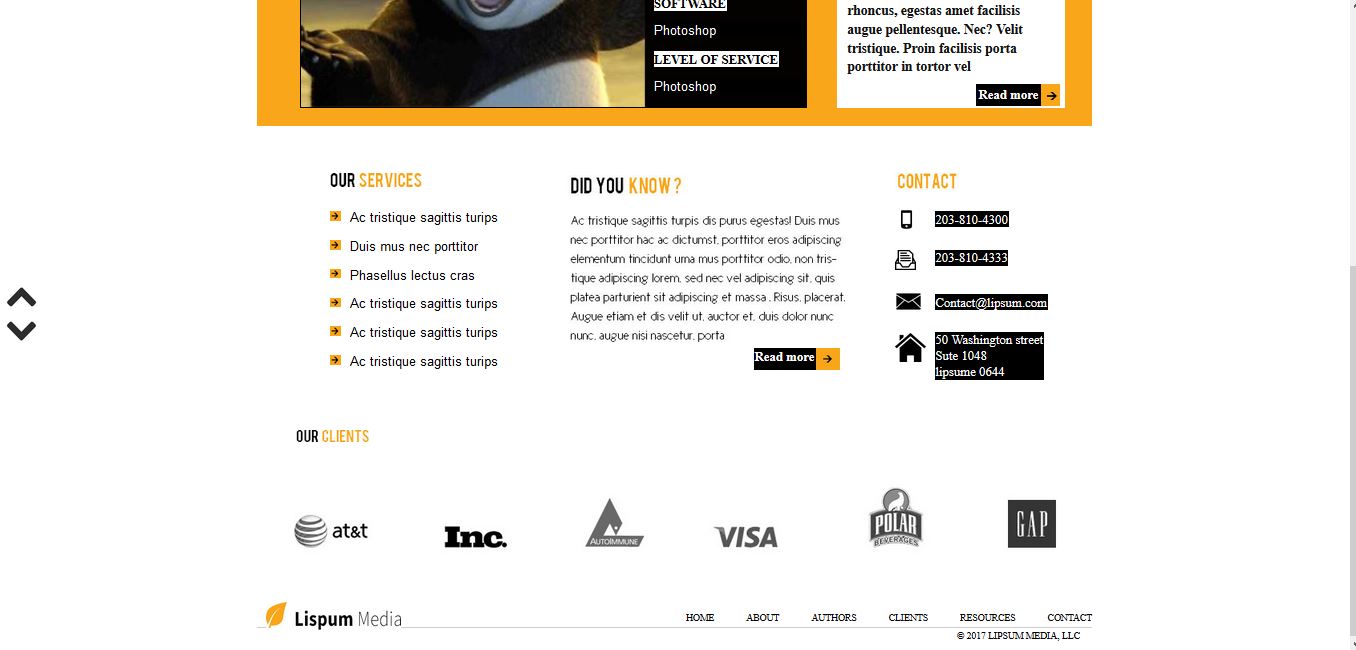 SOFTWARE
Photoshop
LEVEL OF SERVICE
Photoshop
rhoncus, egestas amet facilisis
augue pellentesque. Nec? Velit
tristique. Proin facilisis porta
porttitor in tortor vel
Read more
OUR SERVICES
Ac tristique sagittis turips
Duis mus nec porttitor
Phasellus lectus cras
Ac tristique sagittis turips
Ac tristique sagittis turips
Ac tristique sagittis turips
DID YOU KNOW ?
Ac tristique sagittis turpis dis purus egestas! Duis mus
nec porttitor hac ac dictumst, porttitor eros adipiscing
elementum tincidunt urna mus porttitor odio, non tris-
tique adipiscing lorem, sed nec vel adipiscing sit, quis
platea parturient sit adipiscing et massa . Risus, placerat.
Augue etiam et dis velit ut, auctor et, duis dolor nunc
nunc, augue nisi nascetur, porta
Read more
CONTACT
203-810-4300
203-810-4333
Contact@lipsum.com
50 Washington street
Sute 1048
lipsume 0644
OUR CLIENTS
at&t
Inc.
AUTOIMMUNE
VISA
POLAR
BEVERAGES
GAP
Lispum Media
HOME ABOUT AUTHORS CLIENTS RESOURCES CONTACT
© 2017 LIPSUM MEDIA, LLC